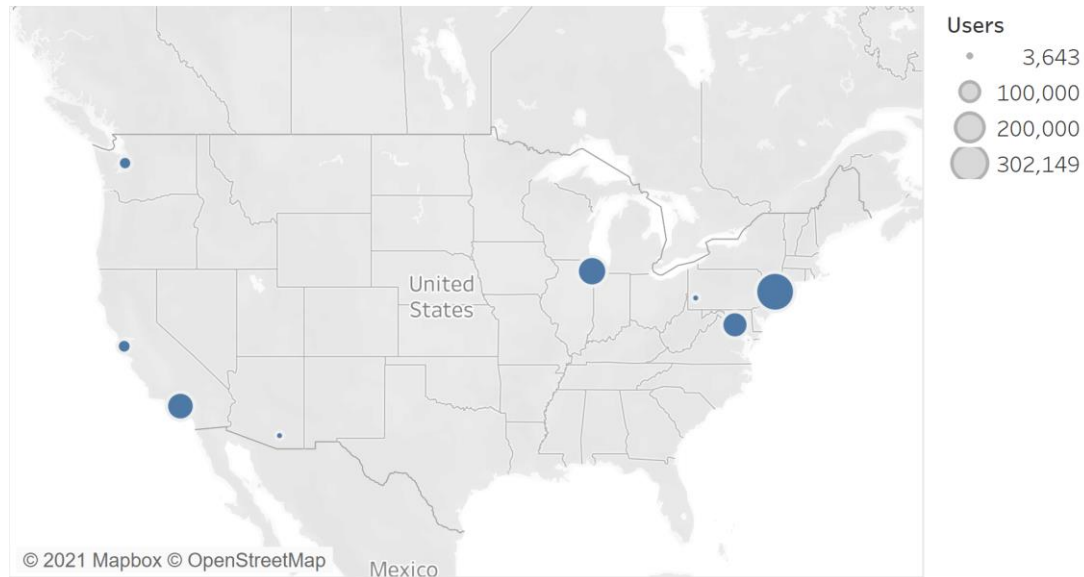 Users
3,643
100,000
200,000
302,149
United
States
Mexico
© 2021 Mapbox © OpenStreetMap